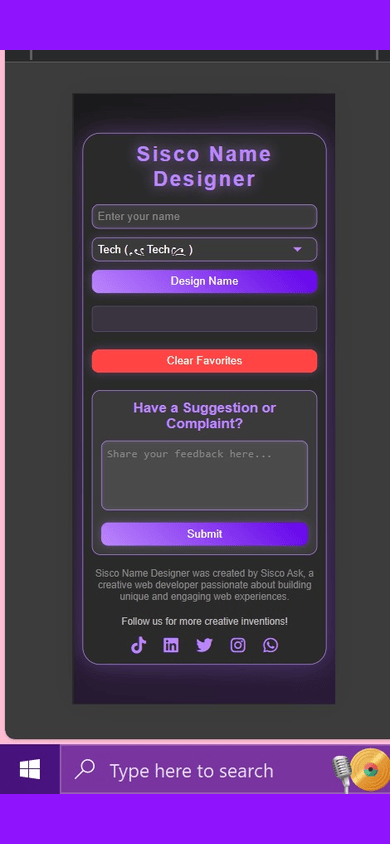 Sisco Name
Designer
Enter your name
Tech ( Tech )
Design Name
Clear Favorites
Have a Suggestion or
Complaint?
Share your feedback here...
Submit
Sisco Name Designer was created by Sisco Ask, a
creative web developer passionate about building
unique and engaging web experiences.
Follow us for more creative inventions!
Type here to search